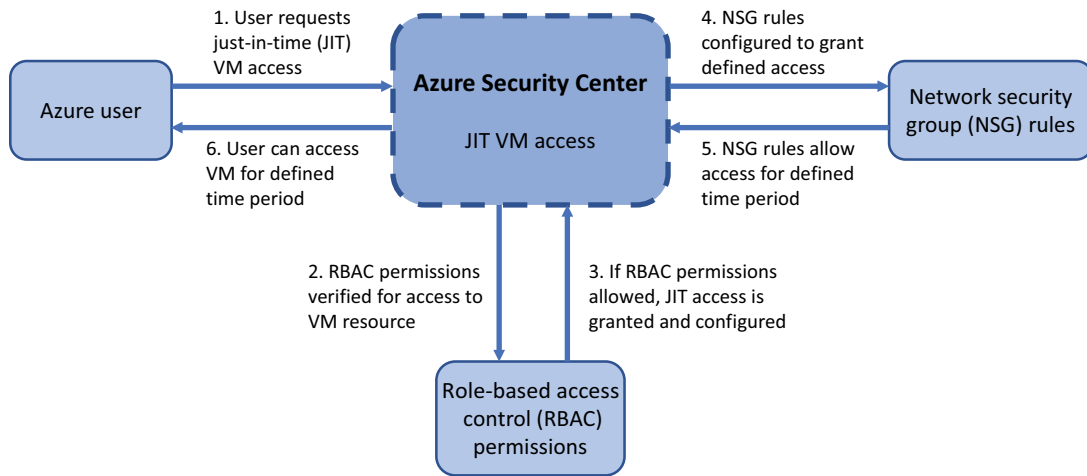 1. User requests
just-in-time (JIT)
VM access
4. NSG rules
configured to grant
defined access
Azure user
Azure Security Center
JIT VM access
Network security
group (NSG) rules
6. User can access
VM for defined
time period
5. NSG rules allow
access for defined
time period
2. RBAC permissions
verified for access to
VM resource
3. If RBAC permissions
allowed, JIT access is
granted and configured
Role-based access
control (RBAC)
permissions